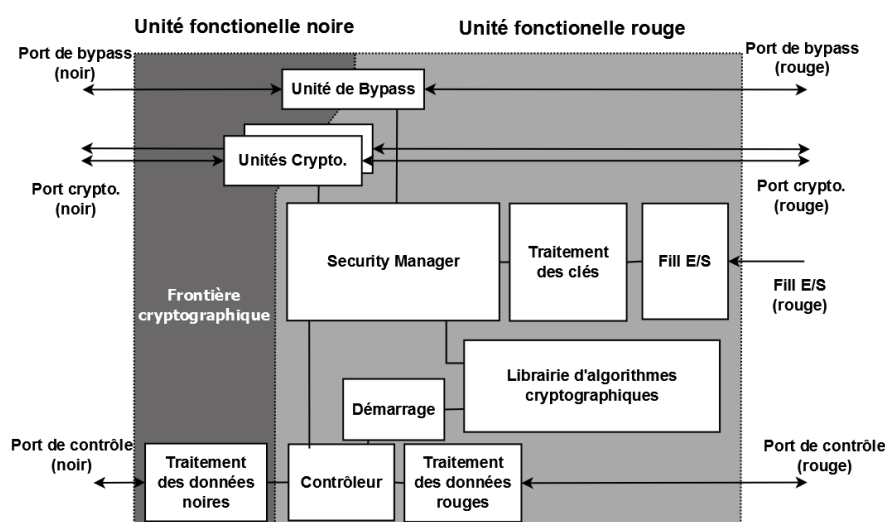 Unité fonctionelle noire
Unité fonctionelle rouge
Port de bypass
(noir)
Port de bypass
(rouge)
Unité de Bypass
Unités Crypto.
Port crypto.
(noir)
Port crypto.
(rouge)
Security Manager
Traitement
des clés
Fill E/S
Fill E/S
(rouge)
Frontière
cryptographique
Librairie d'algorithmes
cryptographiques
Démarrage
Port de contrôle
(noir)
Port de contrôle
(rouge)
Traitement
des données
noires
Contrôleur
Traitement
des données
rouges